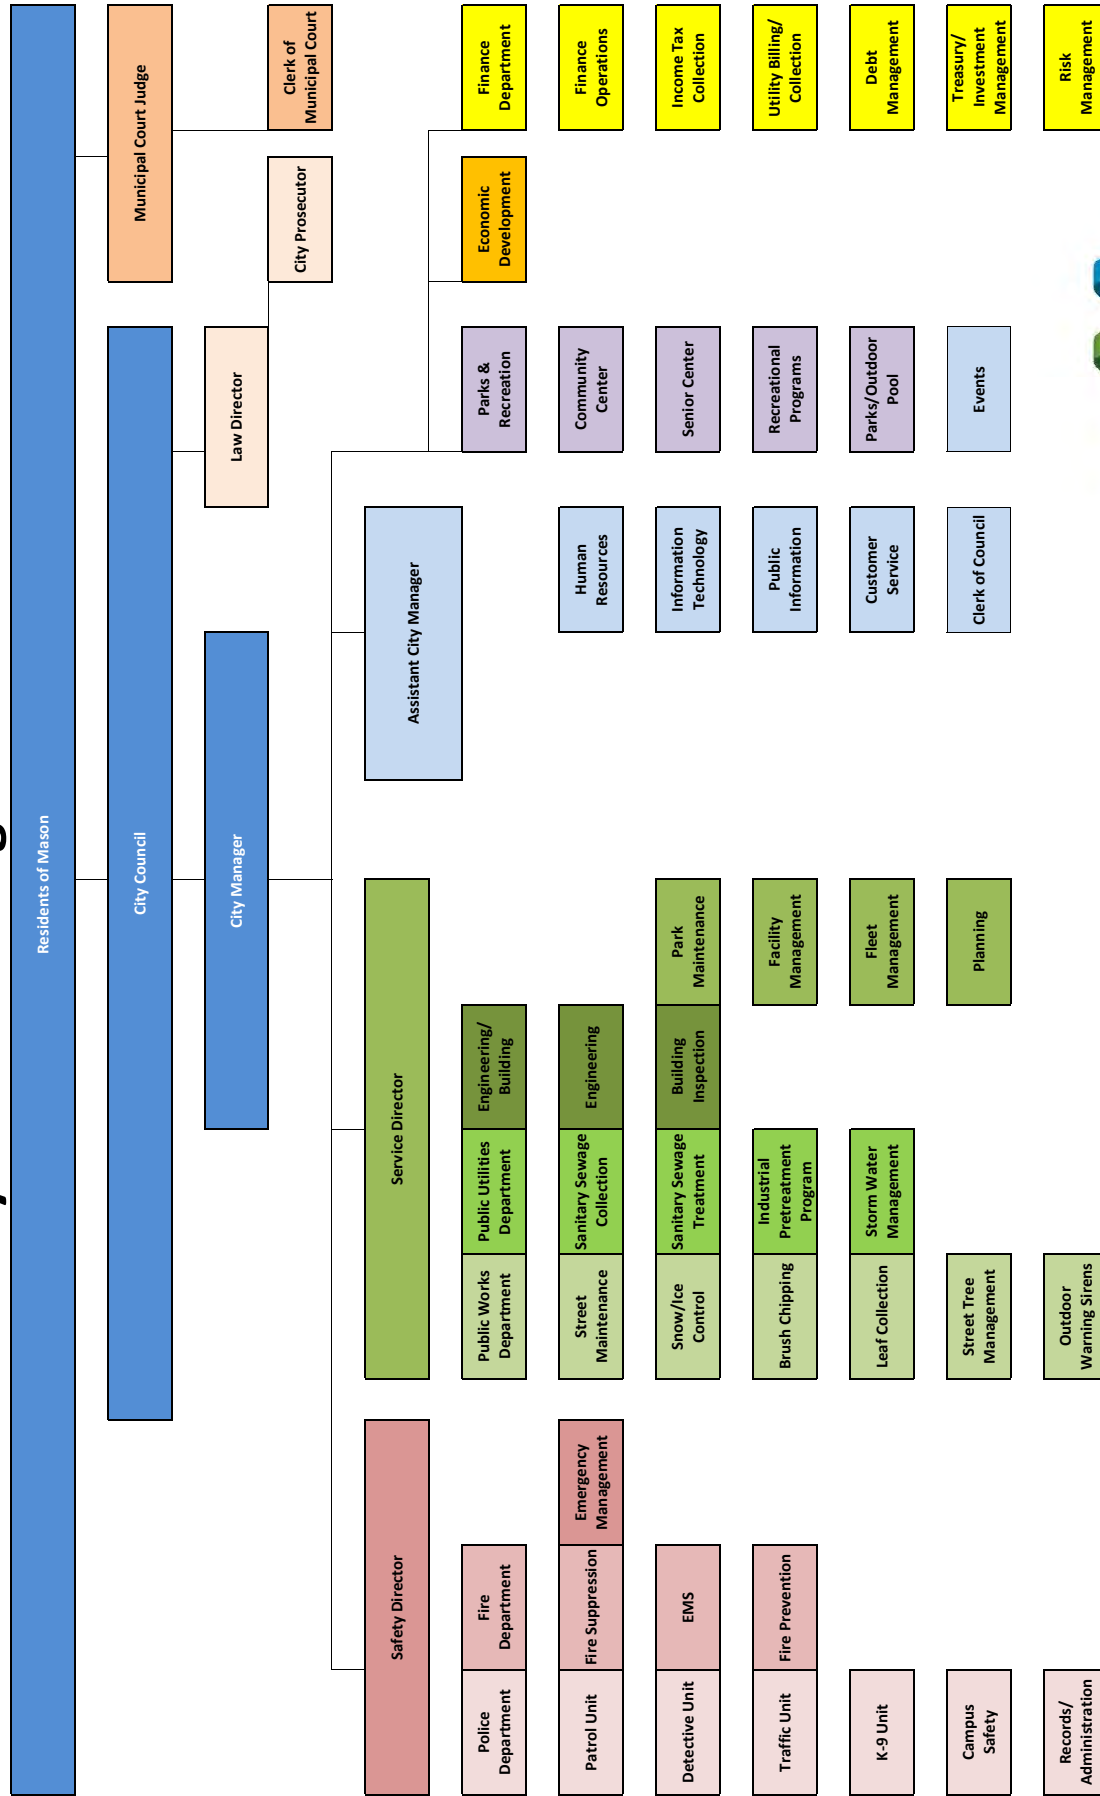 Residents of Mason
City Council
Municipal Court Judge
City Manager
Law Director
City Prosecutor
Clerk of
Municipal Court
Safety Director
Service Director
Assistant City Manager
Police
Department
Fire
Department
Public Works
Department
Public Utilities
Department
Engineering/
Building
Parks &
Recreation
Economic
Development
Finance
Department
Patrol Unit
Fire Suppression
Emergency
Management
Street
Maintenance
Sanitary Sewage
Collection
Engineering
Human
Resources
Community
Center
Finance
Operations
Detective Unit
EMS
Snow/Ice
Control
Sanitary Sewage
Treatment
Building
Inspection
Park
Maintenance
Information
Technology
Senior Center
Income Tax
Collection
Traffic Unit
Fire Prevention
Brush Chipping
Industrial
Pretreatment
Program
Facility
Management
Public
Information
Recreational
Programs
Utility Billing/
Collection
K-9 Unit
Leaf Collection
Storm Water
Management
Fleet
Management
Customer
Service
Parks/Outdoor
Pool
Debt
Management
Campus
Safety
Street Tree
Management
Planning
Clerk of Council
Events
Treasury/
Investment
Management
Records/
Administration
Outdoor
Warning Sirens
Risk
Management